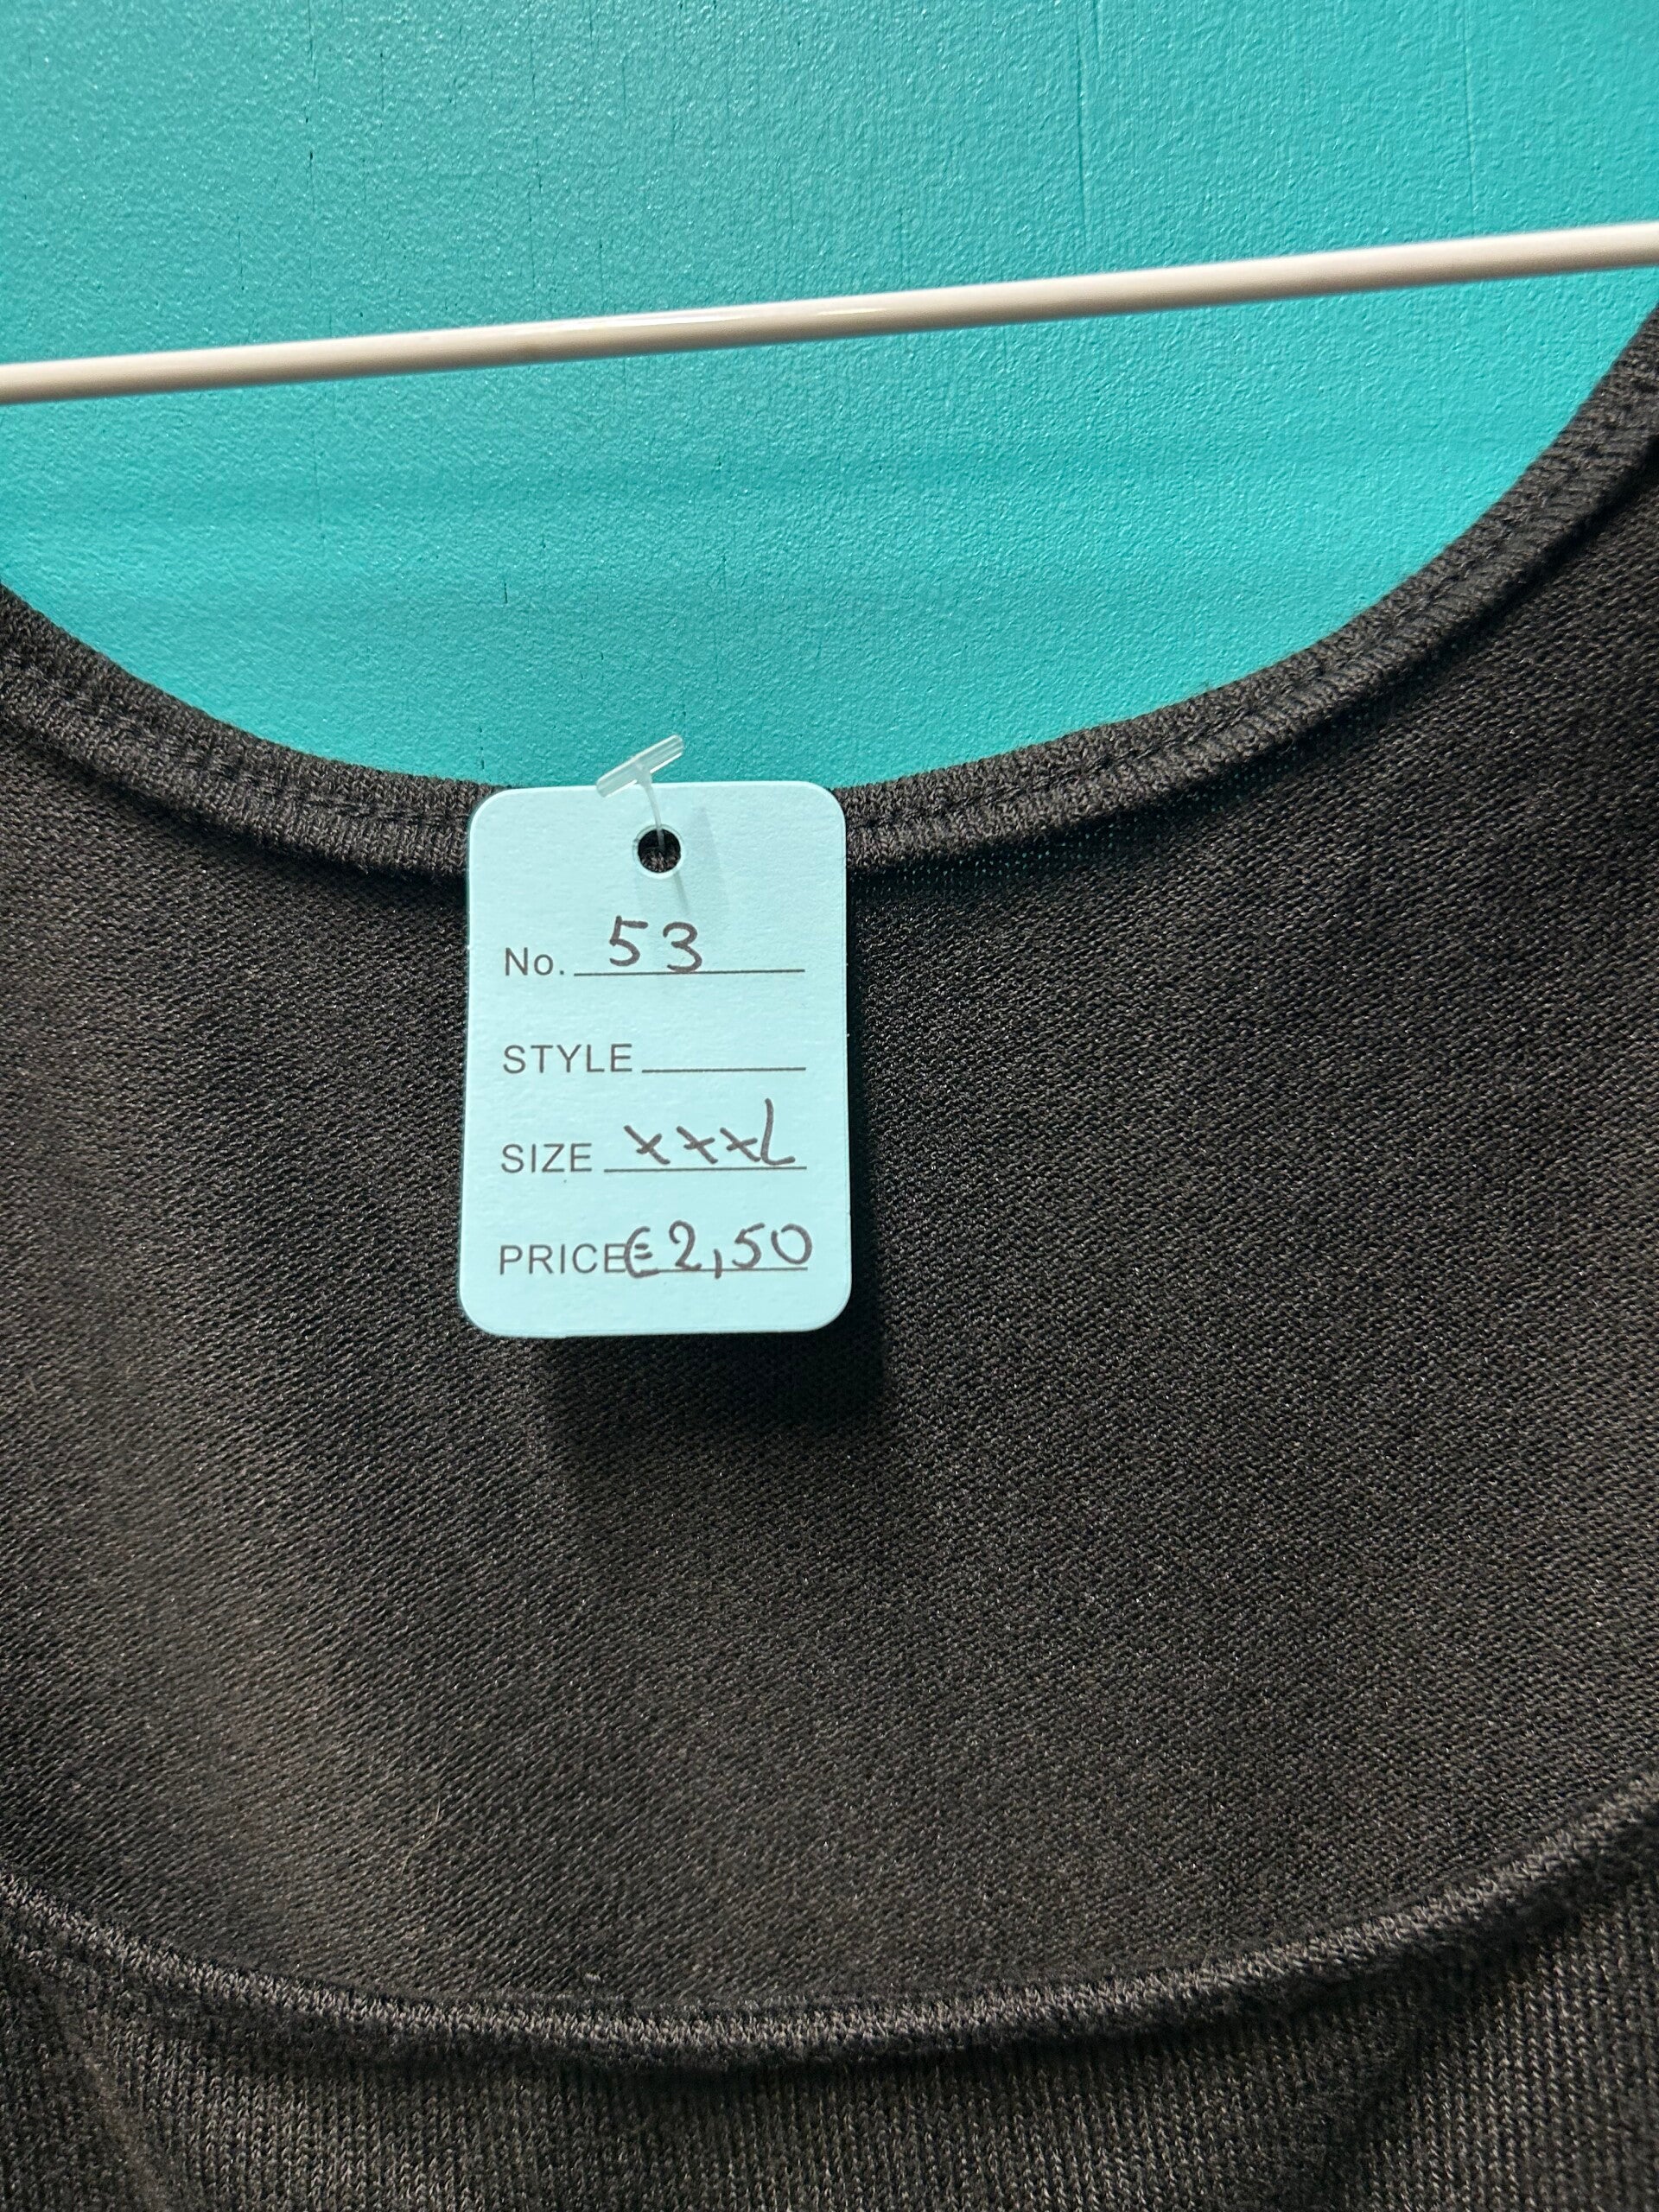 No. 53
STYLE
SIZE XXXL
PRICE €2,50